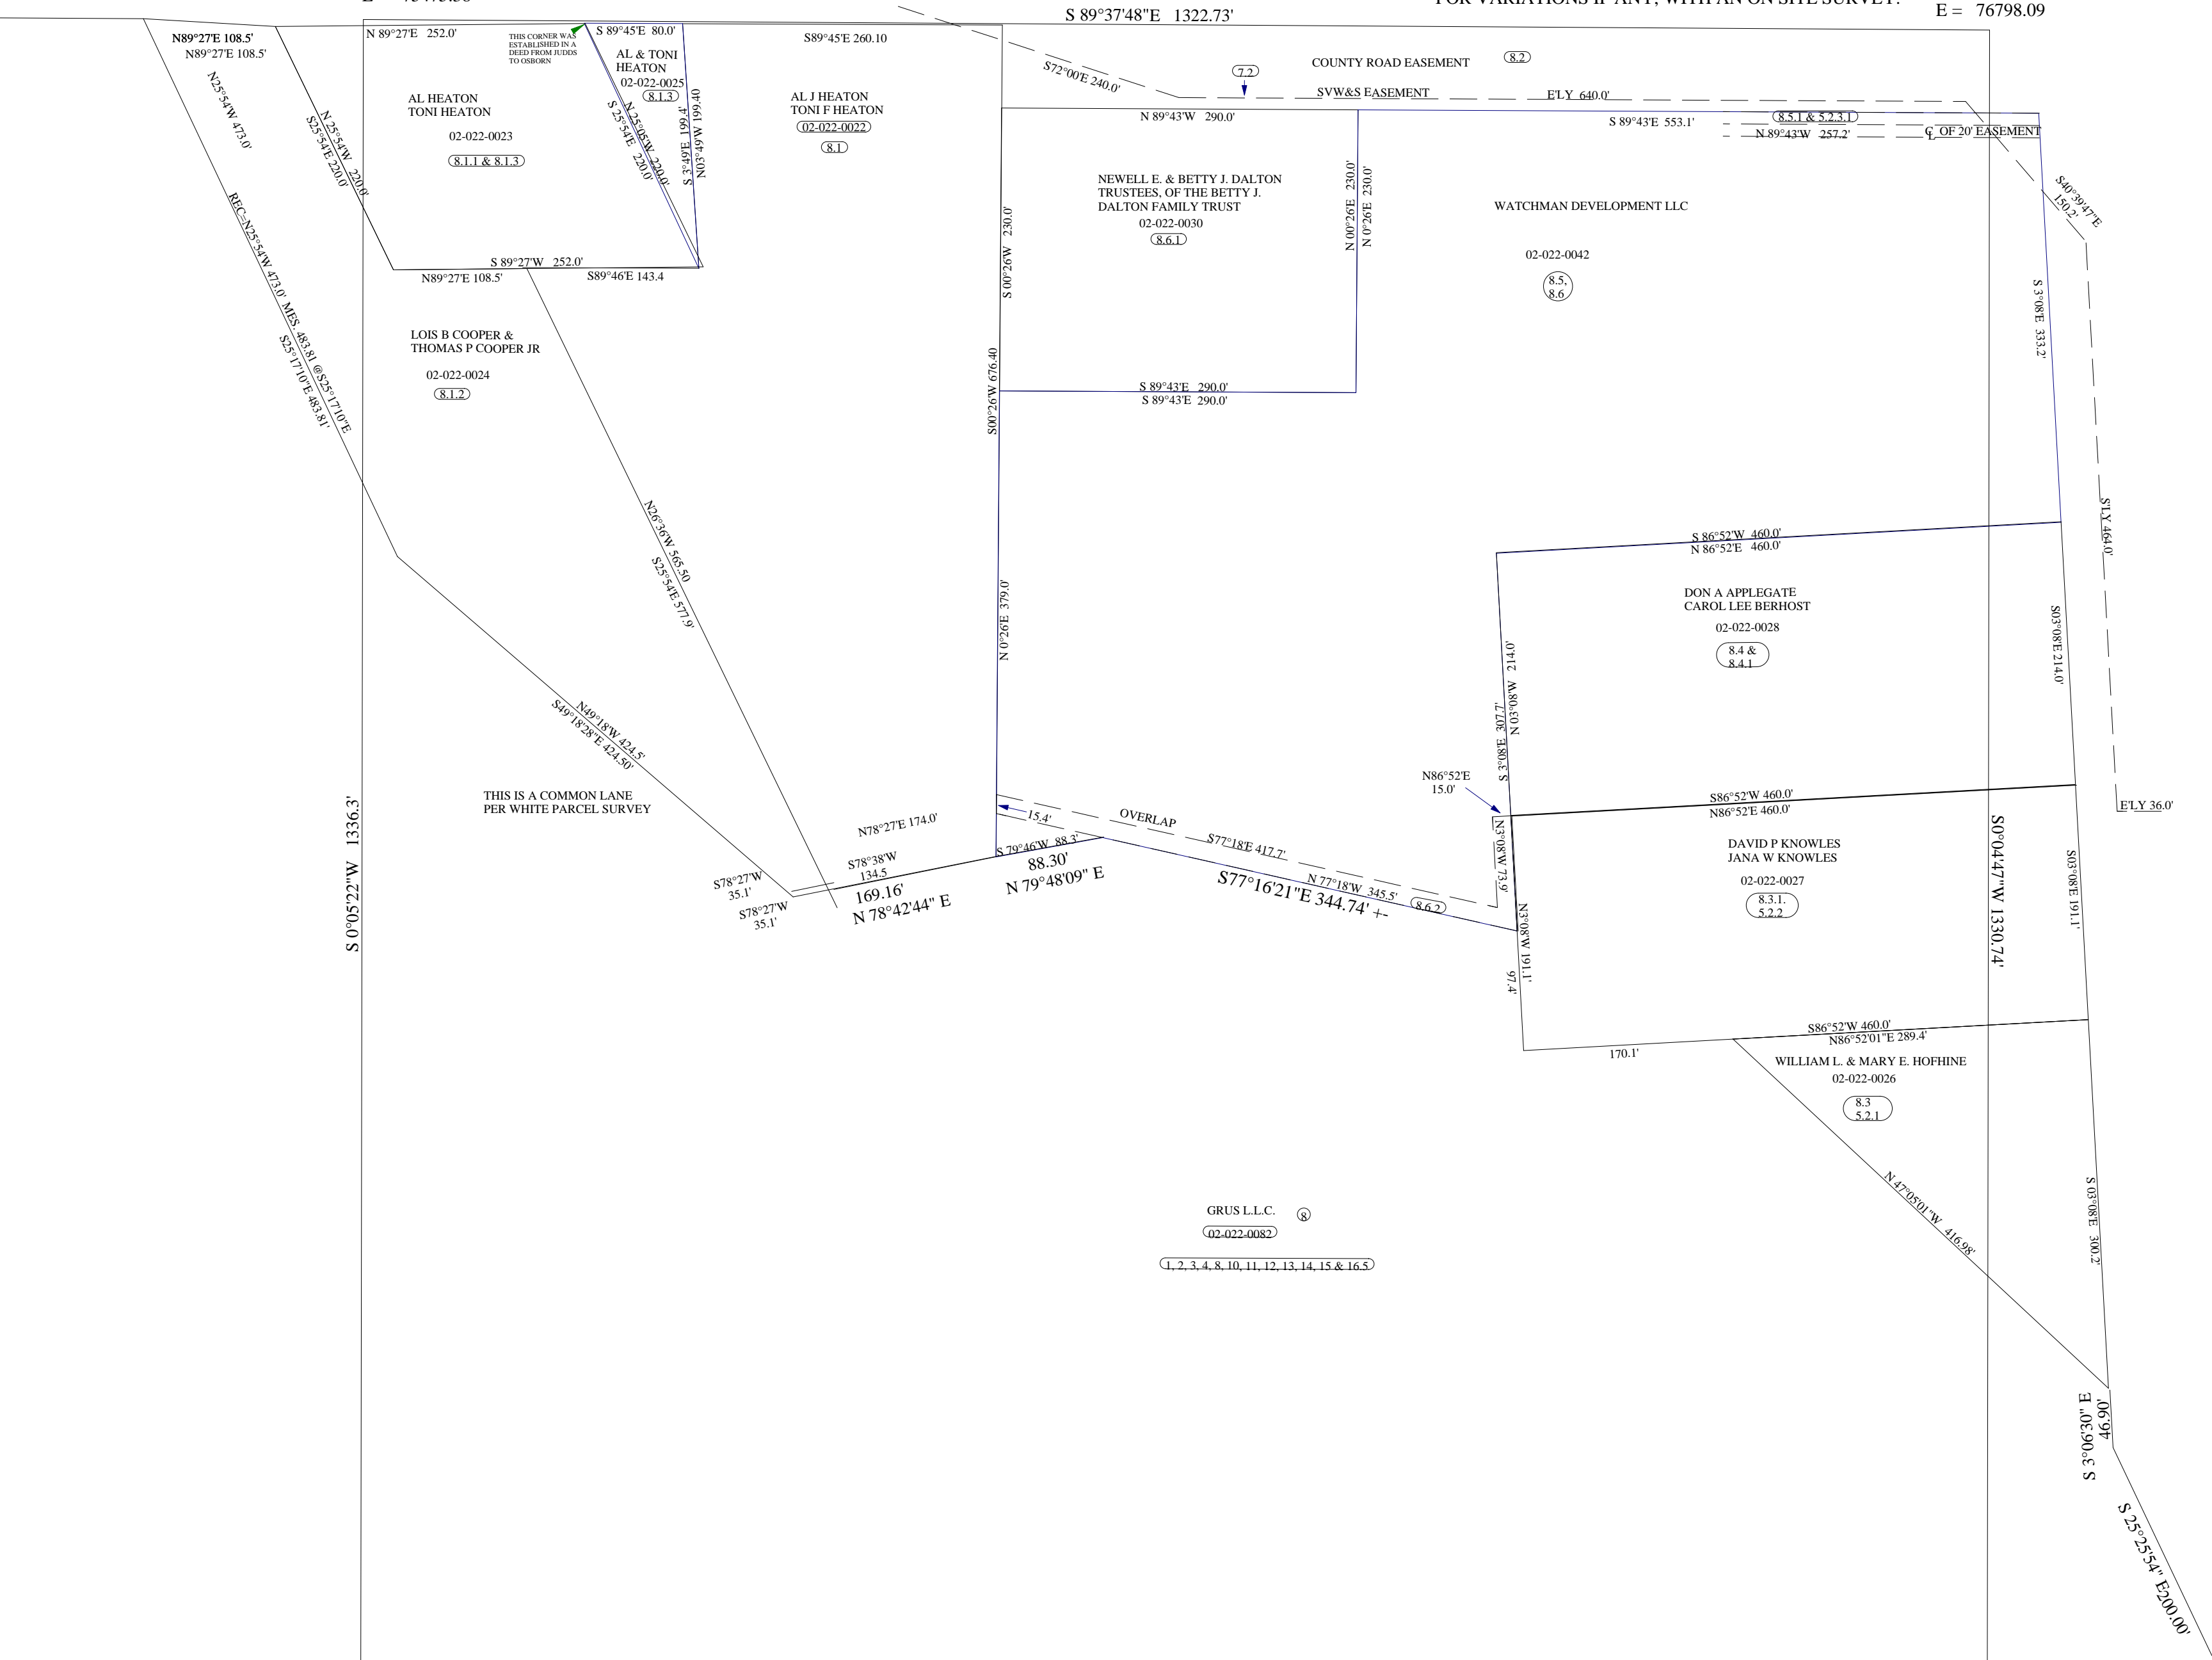 S 89°37'48"E 1322.73'
E = 76798.09
N89°27'E 108.5'
N89°27'E 108.5'
N 89°27'E 252.0'
THIS CORNER WAS
ESTABLISHED IN A
DEED FROM JUDDS
TO OSBORN
S 89°45'E 80.0'
AL & TONI
HEATON
02-022-0025
8.1.3
S89°45'E 260.10
S72°00'E 240.0'
7.2
COUNTY ROAD EASEMENT
8.2
SVW&S EASEMENT
E'LY 640.0'
N25°54'W 473.0'
N 25°54'W 220.0'
S25°54'E 220.0'
AL HEATON
TONI HEATON
02-022-0023
8.1.1 & 8.1.3
N 25°05'W 220.0'
S 25°54'E 220.0'
S 3°49'E 199.4'
N03°49'W 199.40
AL J HEATON
TONI F HEATON
02-022-0022
8.1
N 89°43'W 290.0'
S 89°43'E 553.1'
8.5.1 & 5.2.3.1
N 89°43'W 257.2'
℄ OF 20' EASEMENT
NEWELL E. & BETTY J. DALTON
TRUSTEES, OF THE BETTY J.
DALTON FAMILY TRUST
02-022-0030
8.6.1
S 00°26'W 230.0'
N 00°26'E 230.0'
N 0°26'E 230.0'
WATCHMAN DEVELOPMENT LLC
02-022-0042
8.5,
8.6
S40°39'47"E
150.2'
S 3°08'E 333.2'
S 89°27'W 252.0'
N89°27'E 108.5'
S89°46'E 143.4
REC=N25°54'W 473.0' MES. 483.81 @S25°17'10"E
S25°17'10"E 483.81'
LOIS B COOPER &
THOMAS P COOPER JR
02-022-0024
8.1.2
S00°26'W 676.40
S 89°43'E 290.0'
S 89°43'E 290.0'
N26°36'W 565.50
S25°54'E 577.9'
N 0°26'E 379.0'
S 86°52'W 460.0'
N 86°52'E 460.0'
S'LY 464.0'
DON A APPLEGATE
CAROL LEE BERHOST
02-022-0028
8.4 &
8.4.1
S03°08'E 214.0'
N 03°08'W 214.0'
S 3°08'E 307.7'
N49°18'W 424.5'
S49°18'28"E 424.50'
THIS IS A COMMON LANE
PER WHITE PARCEL SURVEY
S 0°05'22"W 1336.3'
N86°52'E
15.0'
S86°52'W 460.0'
N86°52'E 460.0'
E'LY 36.0'
15.4'
OVERLAP
N78°27'E 174.0'
S77°18'E 417.7'
S 79°46'W 88.3'
88.30'
N 79°48'09" E
S78°38'W
134.5
169.16'
N 78°42'44" E
S78°27'W
35.1'
S78°27'W
35.1'
N 77°18'W 345.5'
S77°16'21"E 344.74' +-
8.6.2
N3°08'W 73.9'
N3°08'W 191.1'
97.4'
DAVID P KNOWLES
JANA W KNOWLES
02-022-0027
8.3.1.
5.2.2
S0°04'47"W 1330.74'
S03°08'E 191.1'
S86°52'W 460.0'
N86°52'01"E 289.4'
170.1'
WILLIAM L. & MARY E. HOFHINE
02-022-0026
8.3
5.2.1
N 47°05'01"W 416.98'
S 03°08'E 300.2'
GRUS L.L.C.
8
02-022-0082
1, 2, 3, 4, 8, 10, 11, 12, 13, 14, 15 & 16.5
S 3°06'30" E
46.90'
S 25°25'54" E200.00'